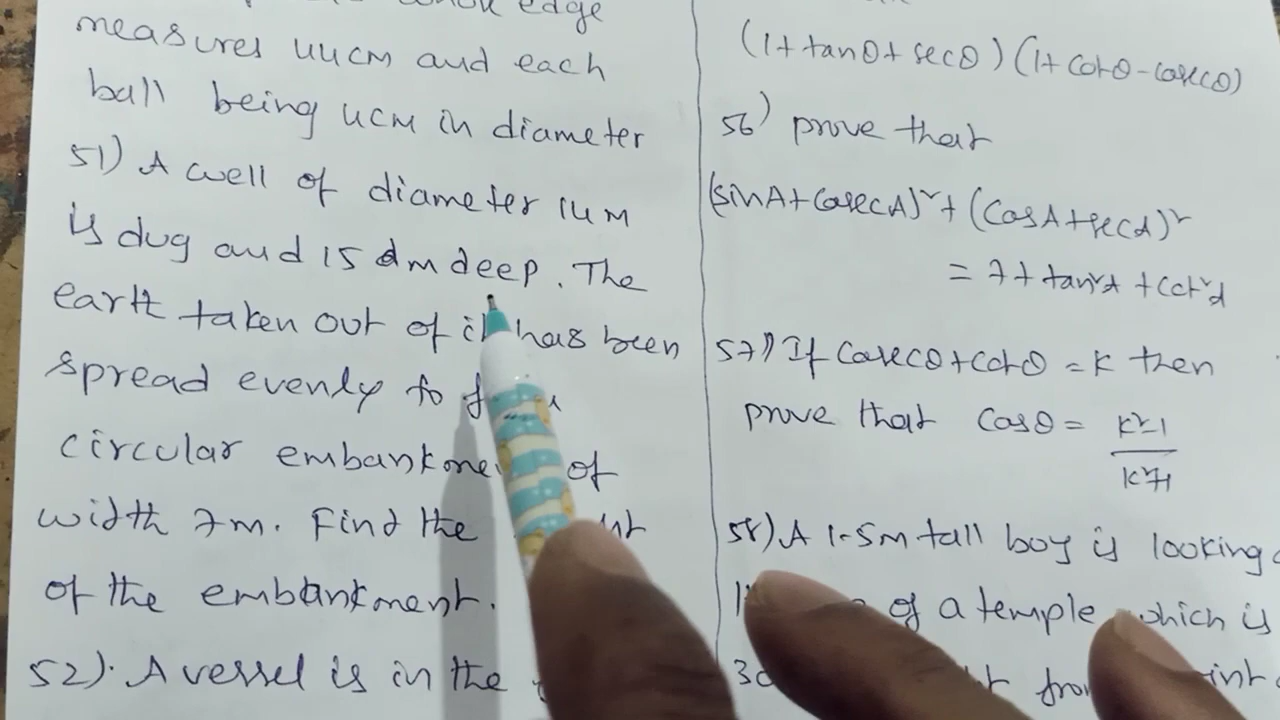 edge
measures 44cm and each
ball being 4cm in diameter
51) A well of diameter 14m
is dug and 15 dm deep. The
earth taken out of it has been
spread evenly to
circular embankme of
width 7m. Find the
of the embankment.
52). A vessel is in the
(1+tanθ+secθ)(1+cotθ-cosecθ)
56) prove that
(sinA+cosecA)²+(cosA+secA)²
= 7+tan²A+cot²A
57) If cosecθ+cotθ = k then
prove that cosθ = k²-1
k²+1
58) A 1.5m tall boy is looking
of a temple which is
30 from